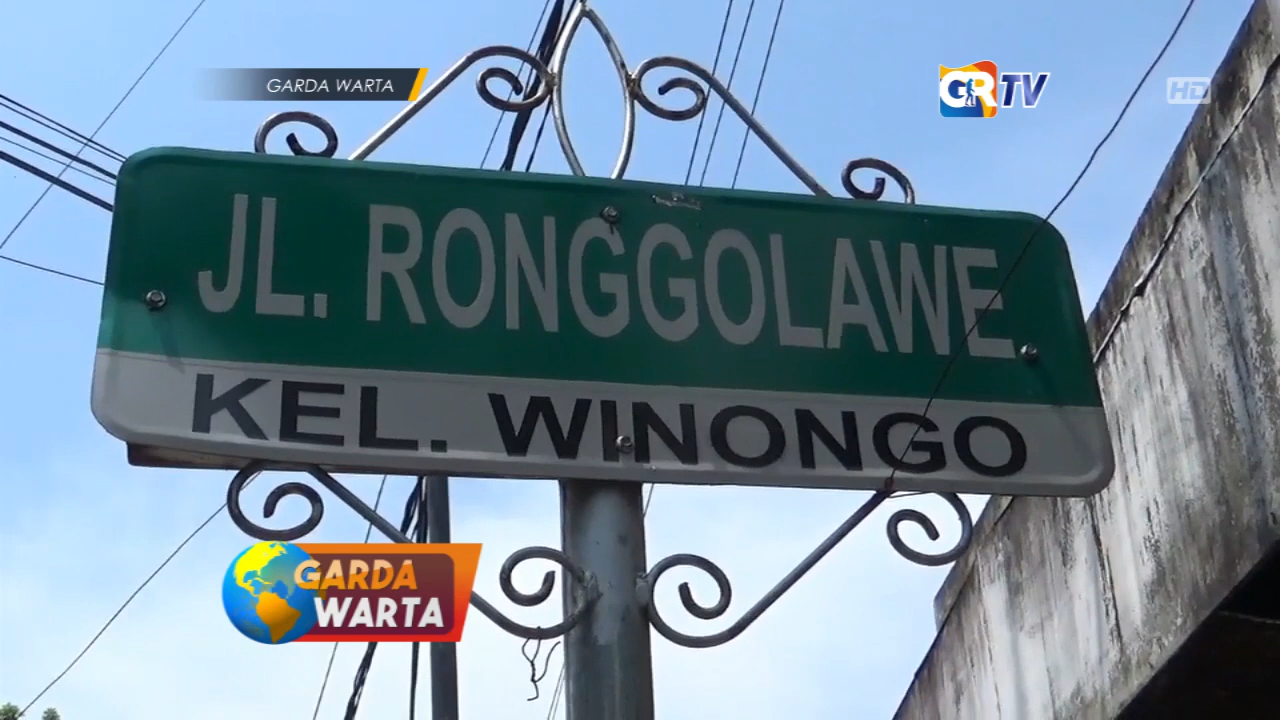 GARDA WARTA
GRTV
HD
JL. RONGGOLAWE
KEL. WINONGO
GARDA
WARTA